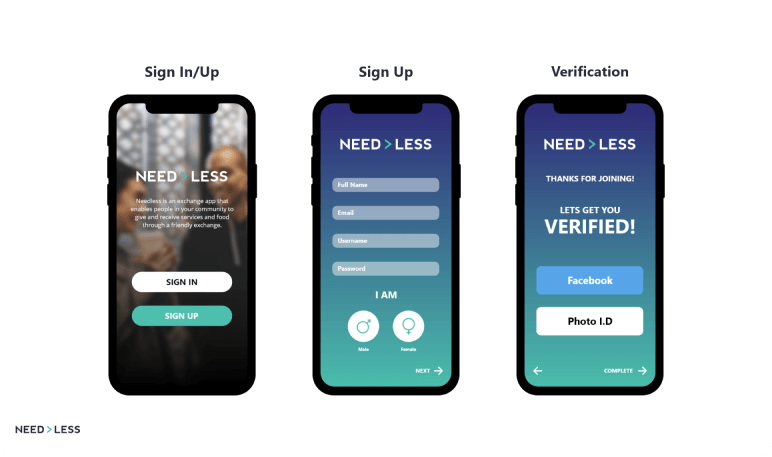 Sign In/Up
Sign Up
Verification
NEED > LESS
Needless is an exchange app that
enables people in your community to
give and receive services and food
through a friendly exchange.
SIGN IN
SIGN UP
NEED > LESS
Full Name
Email
Username
Password
I AM
Male
Female
NEXT
NEED > LESS
THANKS FOR JOINING!
LETS GET YOU
VERIFIED!
Facebook
Photo I.D
COMPLETE
NEED > LESS